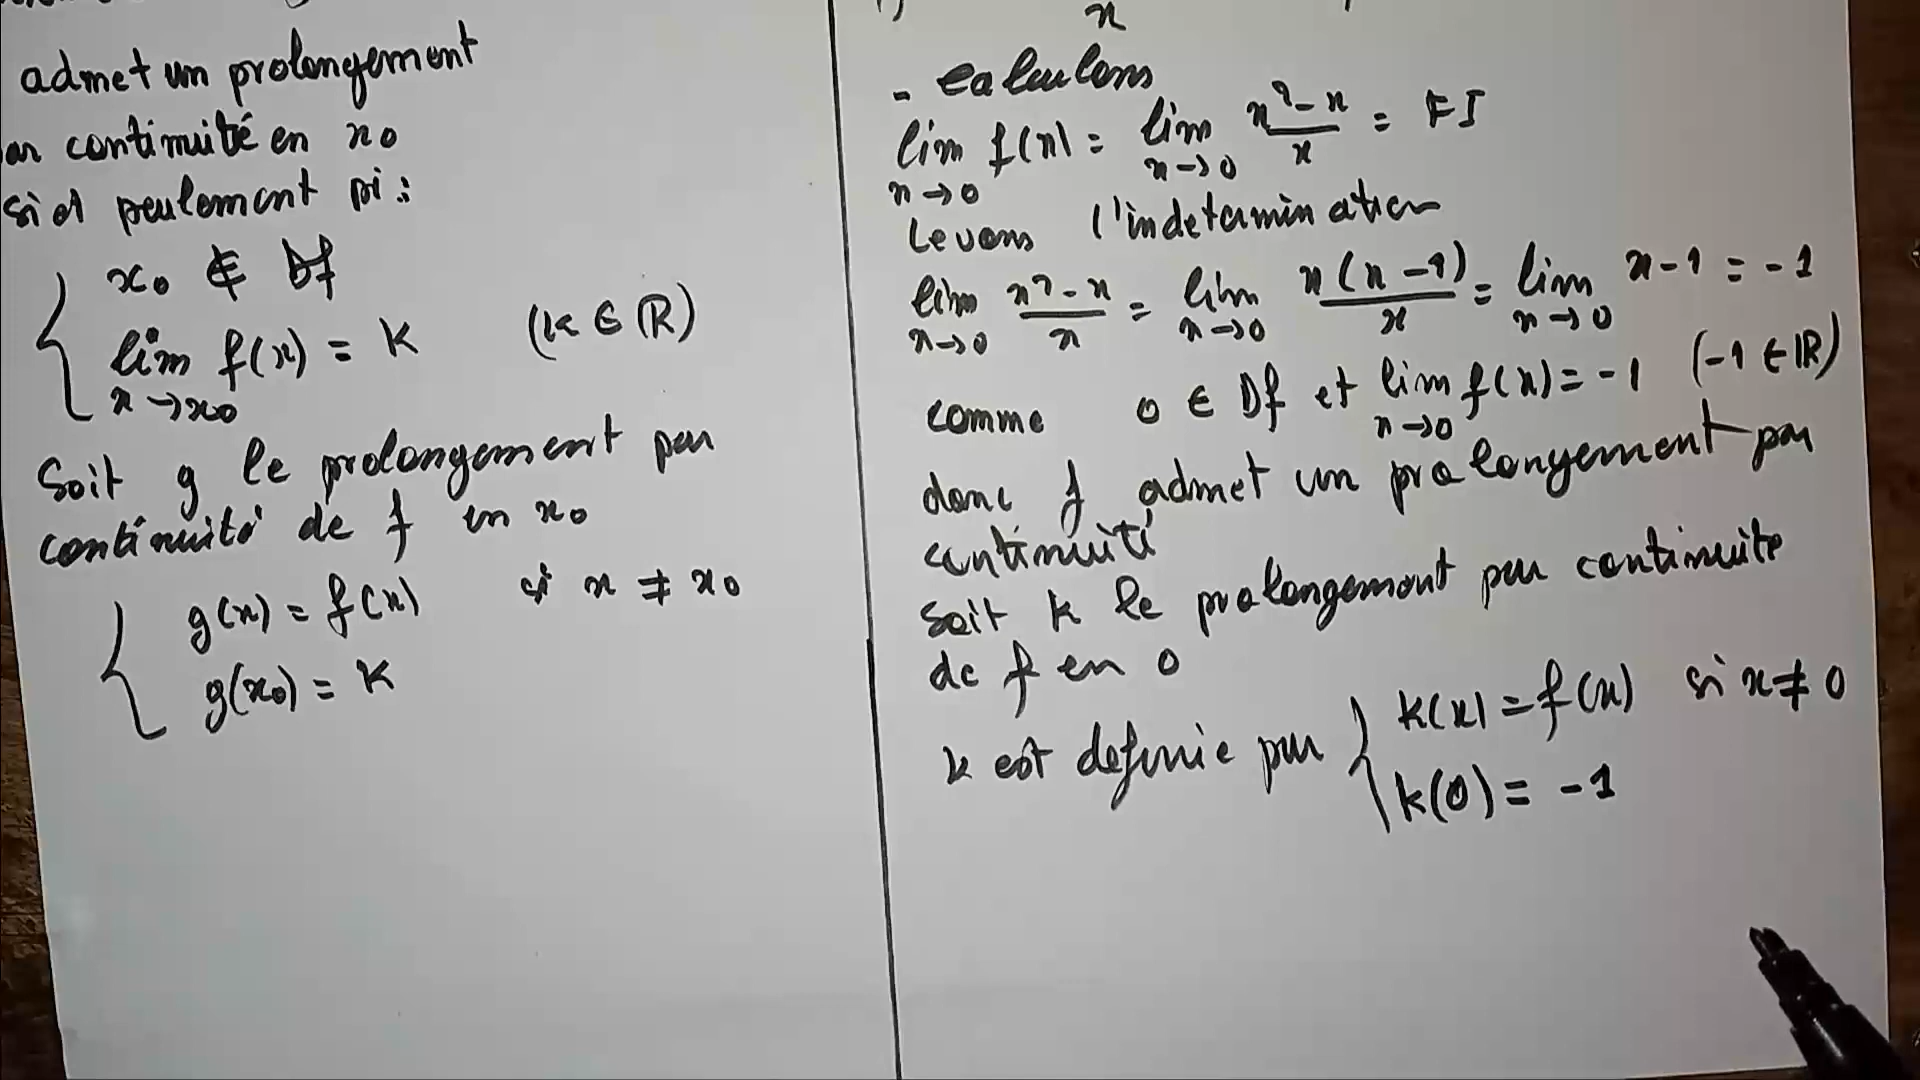 admet un prolongement
continuité en x0
si et seulement si :
x0 ∉ Df
lim f(x) = K (K ∈ ℝ)
x→x0
Soit g le prolongement par
continuité de f en x0
g(x) = f(x) si x ≠ x0
g(x0) = K
x
- calculons
lim f(x) = lim x²-x/x = FI
x→0 x→0
Levons l'indetermination
lim x²-x/x = lim x(x-1)/x = lim x-1 = -1
x→0 x→0 x→0
comme 0 ∈ Df et lim f(x) = -1 (-1 ∈ ℝ)
x→0
donc f admet un prolongement par
continuité
Soit k le prolongement par continuite
de f en 0
k est definie par k(x) = f(x) si x ≠ 0
k(0) = -1